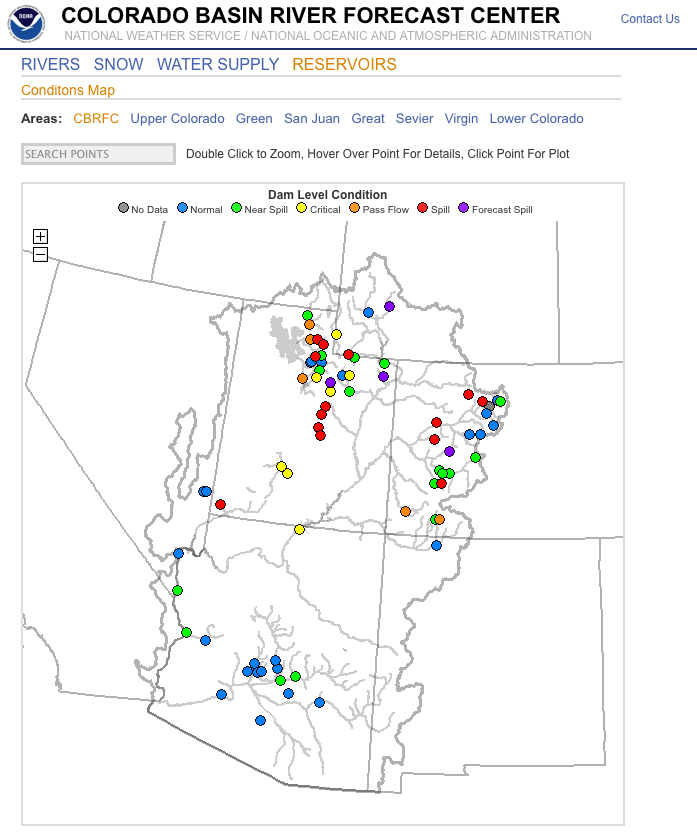 NOAA
COLORADO BASIN RIVER FORECAST CENTER
Contact Us
NATIONAL WEATHER SERVICE / NATIONAL OCEANIC AND ATMOSPHERIC ADMINISTRATION
RIVERS SNOW WATER SUPPLY RESERVOIRS
Conditons Map
Areas: CBRFC Upper Colorado Green San Juan Great Sevier Virgin Lower Colorado
SEARCH POINTS Double Click to Zoom, Hover Over Point For Details, Click Point For Plot
Dam Level Condition
No Data Normal Near Spill Critical Pass Flow Spill Forecast Spill
+
−